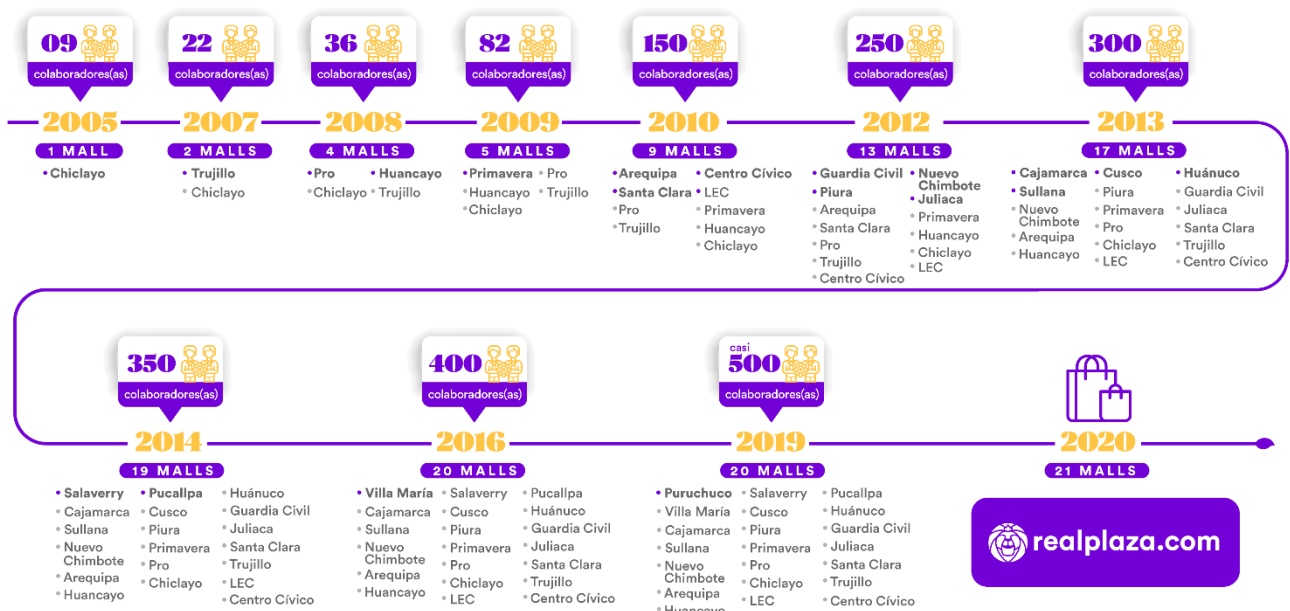 09
colaboradores(as)
2005
1 MALL
• Chiclayo
22
colaboradores(as)
2007
2 MALLS
• Trujillo
• Chiclayo
36
colaboradores(as)
2008
4 MALLS
• Pro
• Chiclayo
• Huancayo
• Trujillo
82
colaboradores(as)
2009
5 MALLS
• Primavera
• Huancayo
• Chiclayo
• Pro
• Trujillo
150
colaboradores(as)
2010
9 MALLS
• Arequipa
• Santa Clara
• Pro
• Trujillo
• Centro Cívico
• LEC
• Primavera
• Huancayo
• Chiclayo
250
colaboradores(as)
2012
13 MALLS
• Guardia Civil
• Piura
• Arequipa
• Santa Clara
• Pro
• Trujillo
• Centro Cívico
• Nuevo
Chimbote
• Juliaca
• Primavera
• Huancayo
• Chiclayo
• LEC
300
colaboradores(as)
2013
17 MALLS
• Cajamarca
• Sullana
• Nuevo
Chimbote
• Arequipa
• Huancayo
• Cusco
• Piura
• Primavera
• Pro
• Chiclayo
• LEC
• Huánuco
• Guardia Civil
• Juliaca
• Santa Clara
• Trujillo
• Centro Cívico
350
colaboradores(as)
2014
19 MALLS
• Salaverry
• Cajamarca
• Sullana
• Nuevo
Chimbote
• Arequipa
• Huancayo
• Pucallpa
• Cusco
• Piura
• Primavera
• Pro
• Chiclayo
• Huánuco
• Guardia Civil
• Juliaca
• Santa Clara
• Trujillo
• LEC
• Centro Cívico
400
colaboradores(as)
2016
20 MALLS
• Villa María
• Cajamarca
• Sullana
• Nuevo
Chimbote
• Arequipa
• Huancayo
• Salaverry
• Cusco
• Piura
• Primavera
• Pro
• Chiclayo
• LEC
• Pucallpa
• Huánuco
• Guardia Civil
• Juliaca
• Santa Clara
• Trujillo
• Centro Cívico
casi
500
colaboradores(as)
2019
20 MALLS
• Puruchuco
• Villa María
• Cajamarca
• Sullana
• Nuevo
Chimbote
• Arequipa
• Huancayo
• Salaverry
• Cusco
• Piura
• Primavera
• Pro
• Chiclayo
• LEC
• Pucallpa
• Huánuco
• Guardia Civil
• Juliaca
• Santa Clara
• Trujillo
• Centro Cívico
2020
21 MALLS
realplaza.com